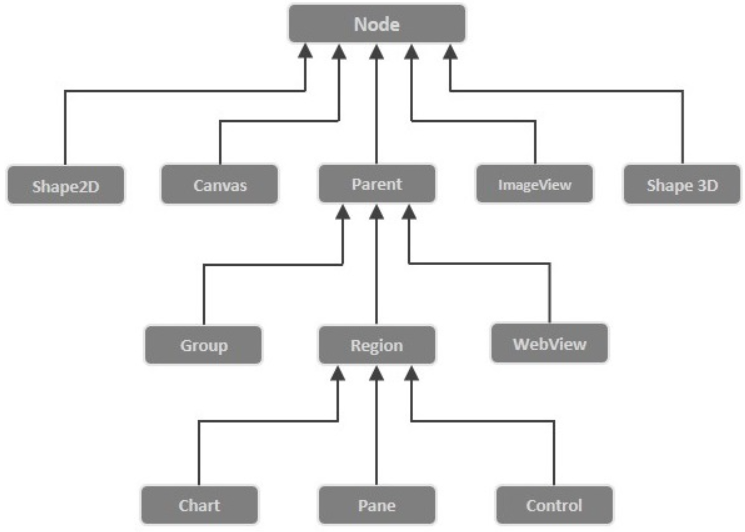 Node
Shape2D
Canvas
Parent
ImageView
Shape 3D
Group
Region
WebView
Chart
Pane
Control